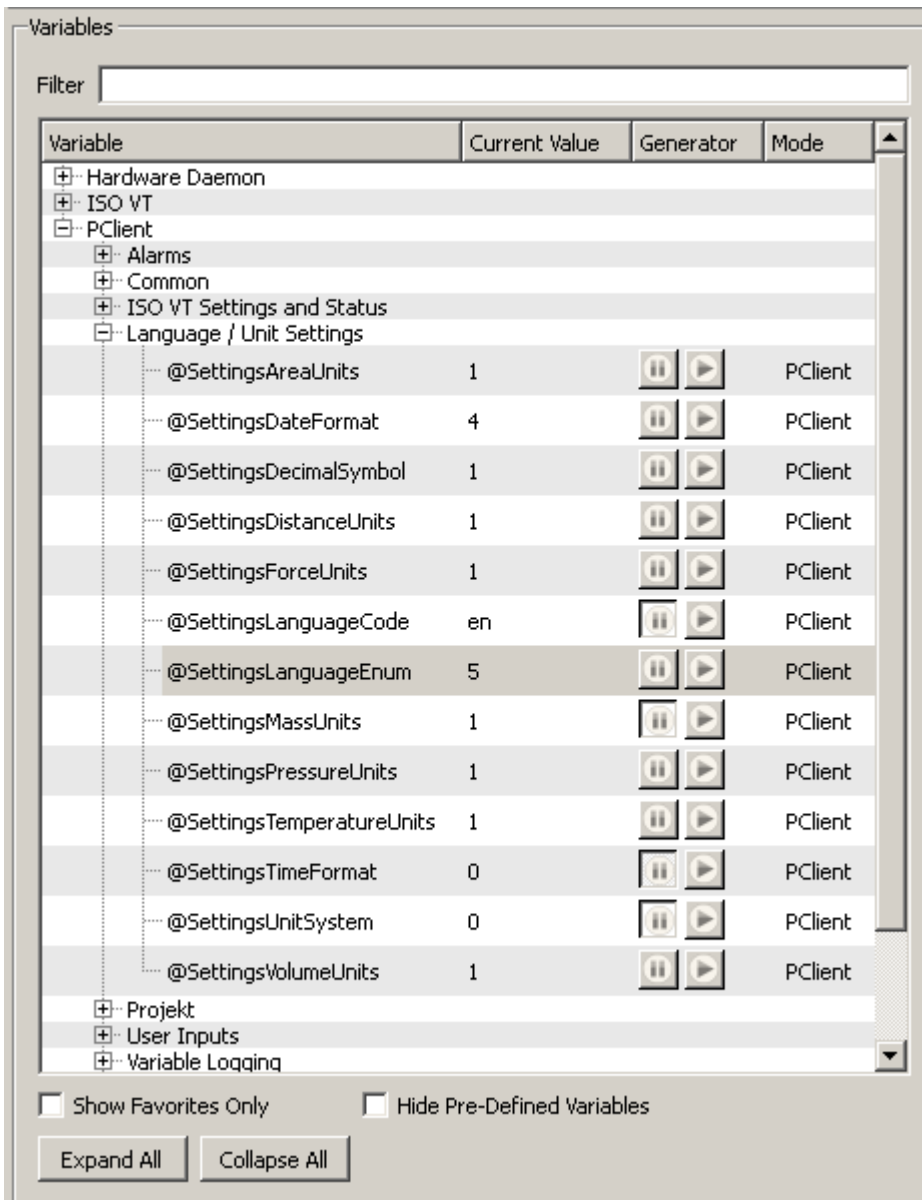 Variables
Filter
Variable Current Value Generator Mode
Hardware Daemon
ISO VT
PClient
Alarms
Common
ISO VT Settings and Status
Language / Unit Settings
@SettingsAreaUnits 1 PClient
@SettingsDateFormat 4 PClient
@SettingsDecimalSymbol 1 PClient
@SettingsDistanceUnits 1 PClient
@SettingsForceUnits 1 PClient
@SettingsLanguageCode en PClient
@SettingsLanguageEnum 5 PClient
@SettingsMassUnits 1 PClient
@SettingsPressureUnits 1 PClient
@SettingsTemperatureUnits 1 PClient
@SettingsTimeFormat 0 PClient
@SettingsUnitSystem 0 PClient
@SettingsVolumeUnits 1 PClient
Projekt
User Inputs
Variable Logging
Show Favorites Only Hide Pre-Defined Variables
Expand All Collapse All